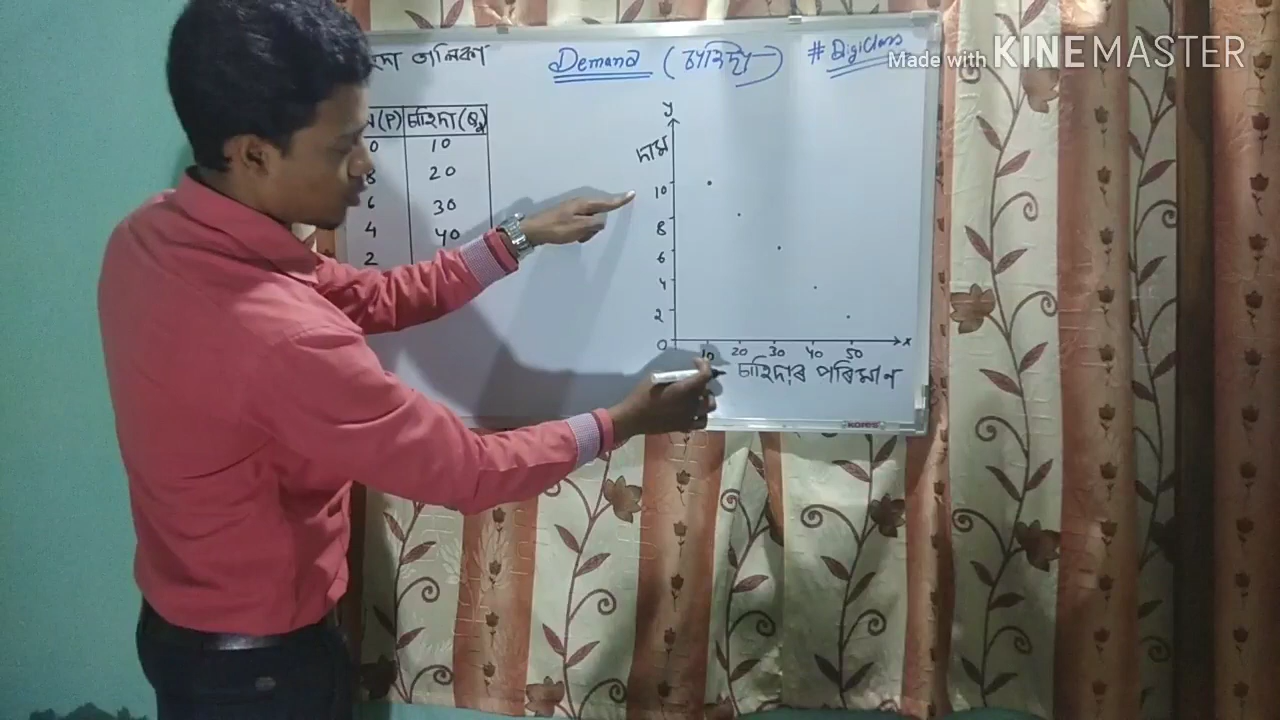 তালিকা
Demand (চাহিদা) # DigiClass
Made with KINEMASTER
(P) চাহিদা (Q
0 10
8 20
6 30
4 40
2
y
দাম
10
8
6
4
2
0 10 20 30 40 50 x
চাহিদাৰ পৰিমাণ
KORES